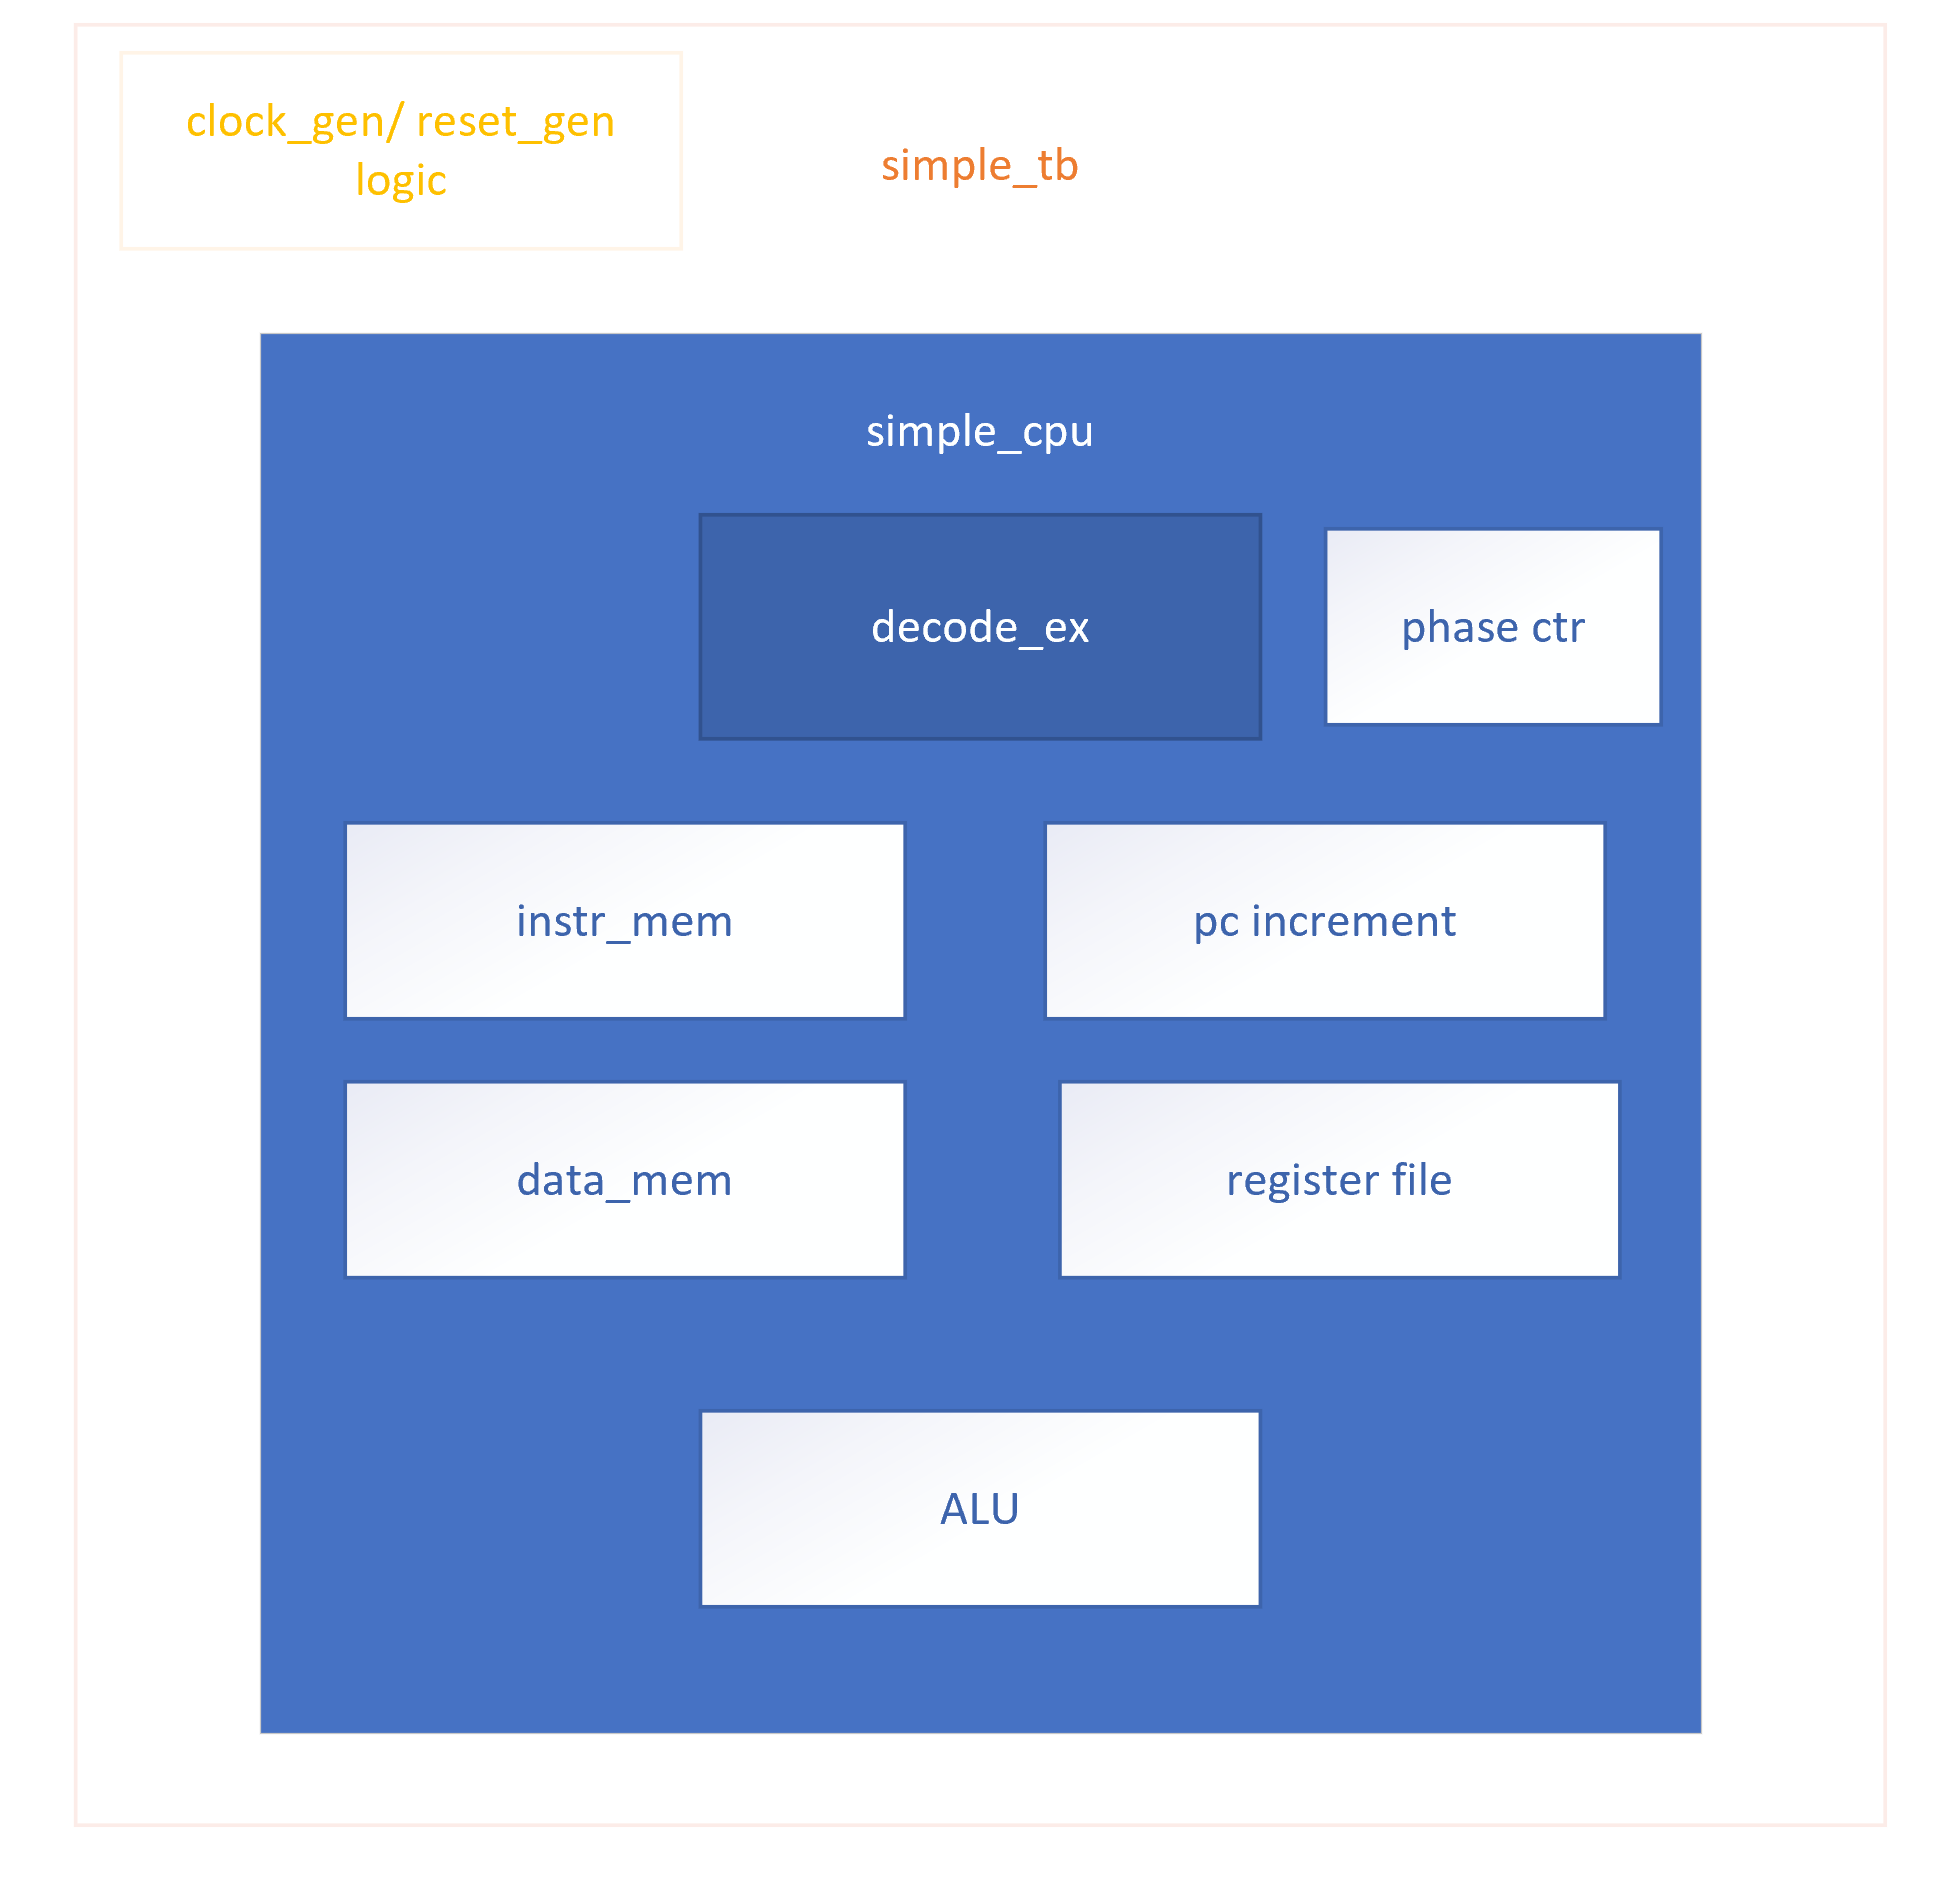 clock_gen/ reset_gen
logic
simple_tb
simple_cpu
decode_ex
phase ctr
instr_mem
pc increment
data_mem
register file
ALU